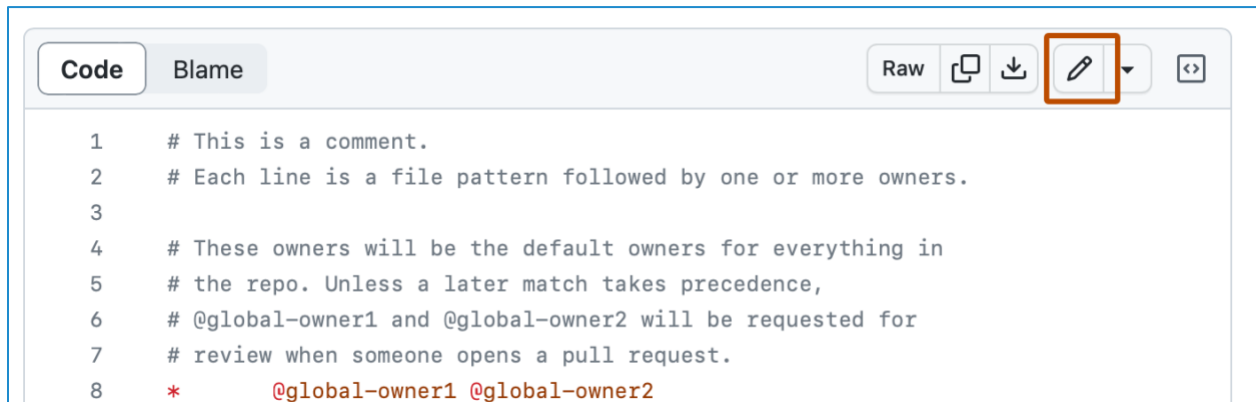 Code Blame Raw
1 # This is a comment.
2 # Each line is a file pattern followed by one or more owners.
3
4 # These owners will be the default owners for everything in
5 # the repo. Unless a later match takes precedence,
6 # @global-owner1 and @global-owner2 will be requested for
7 # review when someone opens a pull request.
8 * @global-owner1 @global-owner2